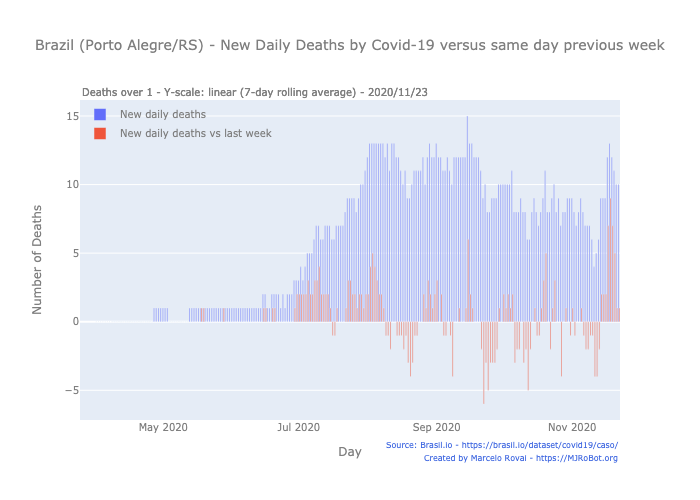 Brazil (Porto Alegre/RS) - New Daily Deaths by Covid-19 versus same day previous week
Deaths over 1 - Y-scale: linear (7-day rolling average) - 2020/11/23
New daily deaths
New daily deaths vs last week
15
10
5
0
−5
Number of Deaths
May 2020
Jul 2020
Sep 2020
Nov 2020
Day
Source: Brasil.io - https://brasil.io/dataset/covid19/caso/
Created by Marcelo Rovai - https://MJRoBot.org